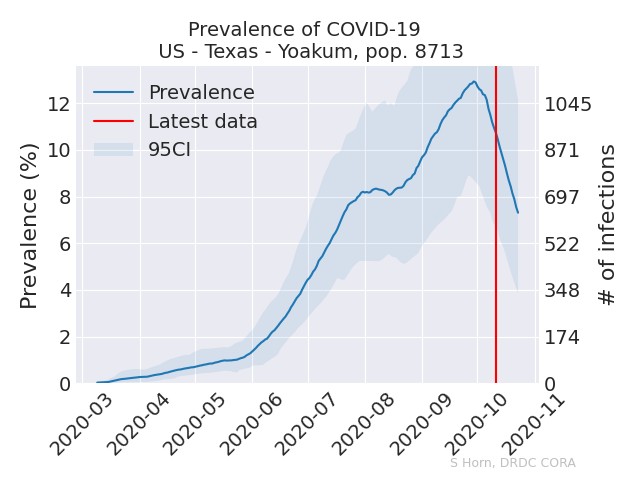 Prevalence of COVID-19
US - Texas - Yoakum, pop. 8713
Prevalence
Latest data
95CI
Prevalence (%)
12
10
8
6
4
2
0
1045
871
697
522
348
174
0
# of infections
2020-03
2020-04
2020-05
2020-06
2020-07
2020-08
2020-09
2020-10
2020-11
S Horn, DRDC CORA